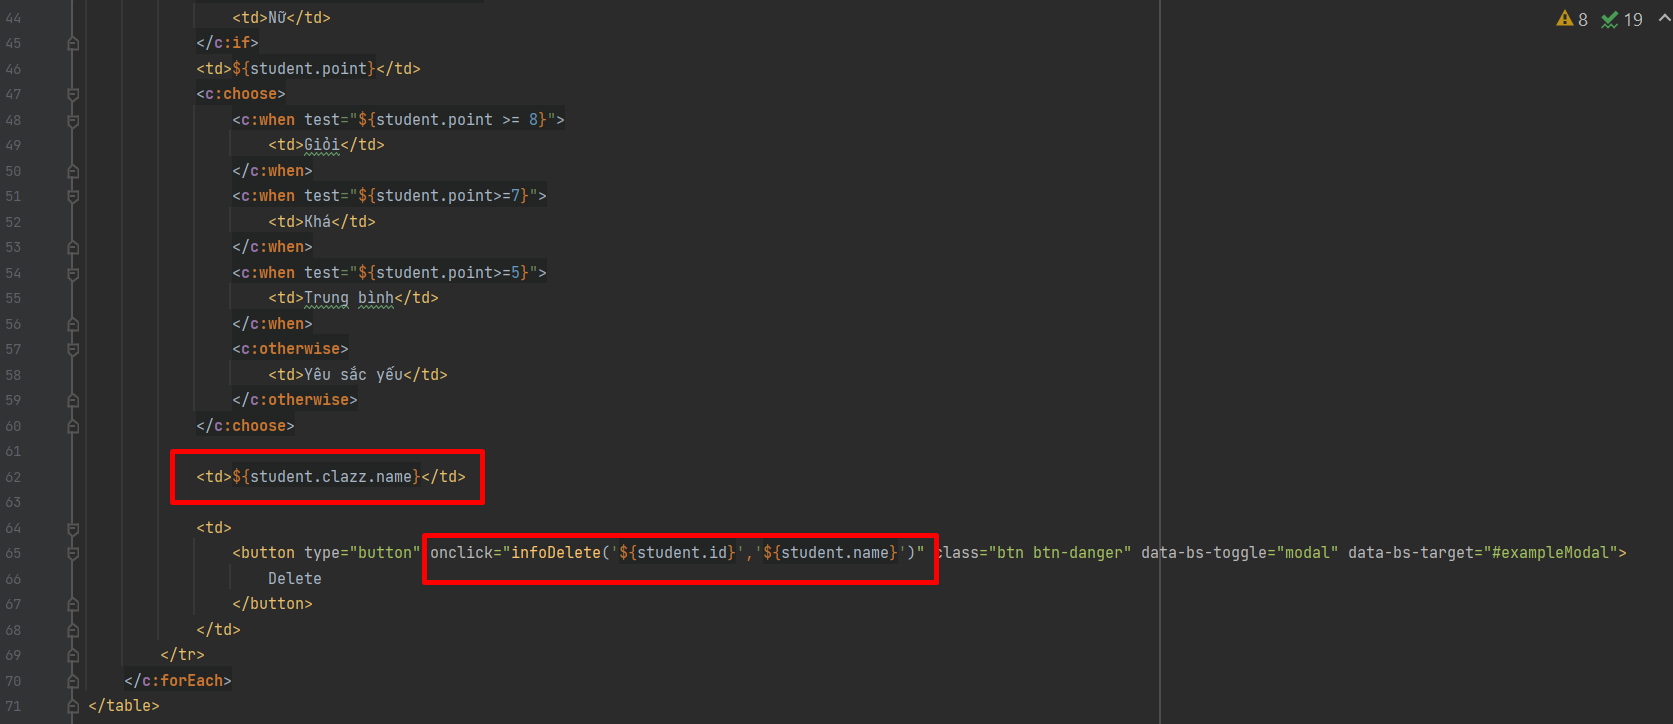 8 19
44 <td>Nữ</td>
45 </c:if>
46 <td>${student.point}</td>
47 <c:choose>
48 <c:when test="${student.point >= 8}">
49 <td>Giỏi</td>
50 </c:when>
51 <c:when test="${student.point>=7}">
52 <td>Khá</td>
53 </c:when>
54 <c:when test="${student.point>=5}">
55 <td>Trung bình</td>
56 </c:when>
57 <c:otherwise>
58 <td>Yêu sắc yếu</td>
59 </c:otherwise>
60 </c:choose>
61
62 <td>${student.clazz.name}</td>
63
64 <td>
65 <button type="button" onclick="infoDelete('${student.id}','${student.name}')" class="btn btn-danger" data-bs-toggle="modal" data-bs-target="#exampleModal">
66 Delete
67 </button>
68 </td>
69 </tr>
70 </c:forEach>
71 </table>